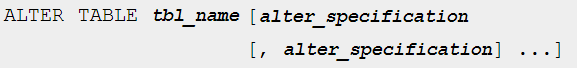 ALTER TABLE tbl_name [alter_specification
[, alter_specification] ...]